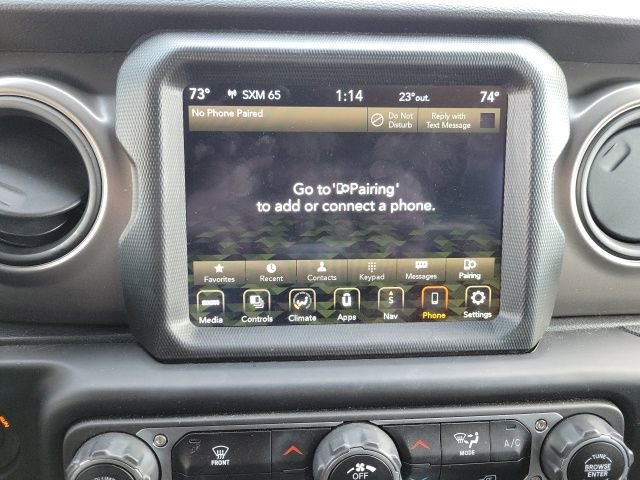 73° SXM 65 1:14 23°out. 74°
No Phone Paired
Do Not
Disturb
Reply with
Text Message
Go to 'Pairing'
to add or connect a phone.
Favorites Recent Contacts Keypad Messages Pairing
Media Controls Climate Apps Nav Phone Settings
FRONT
OFF
MODE
A/C
TUNE
BROWSE
ENTER
VOLUME
RUN